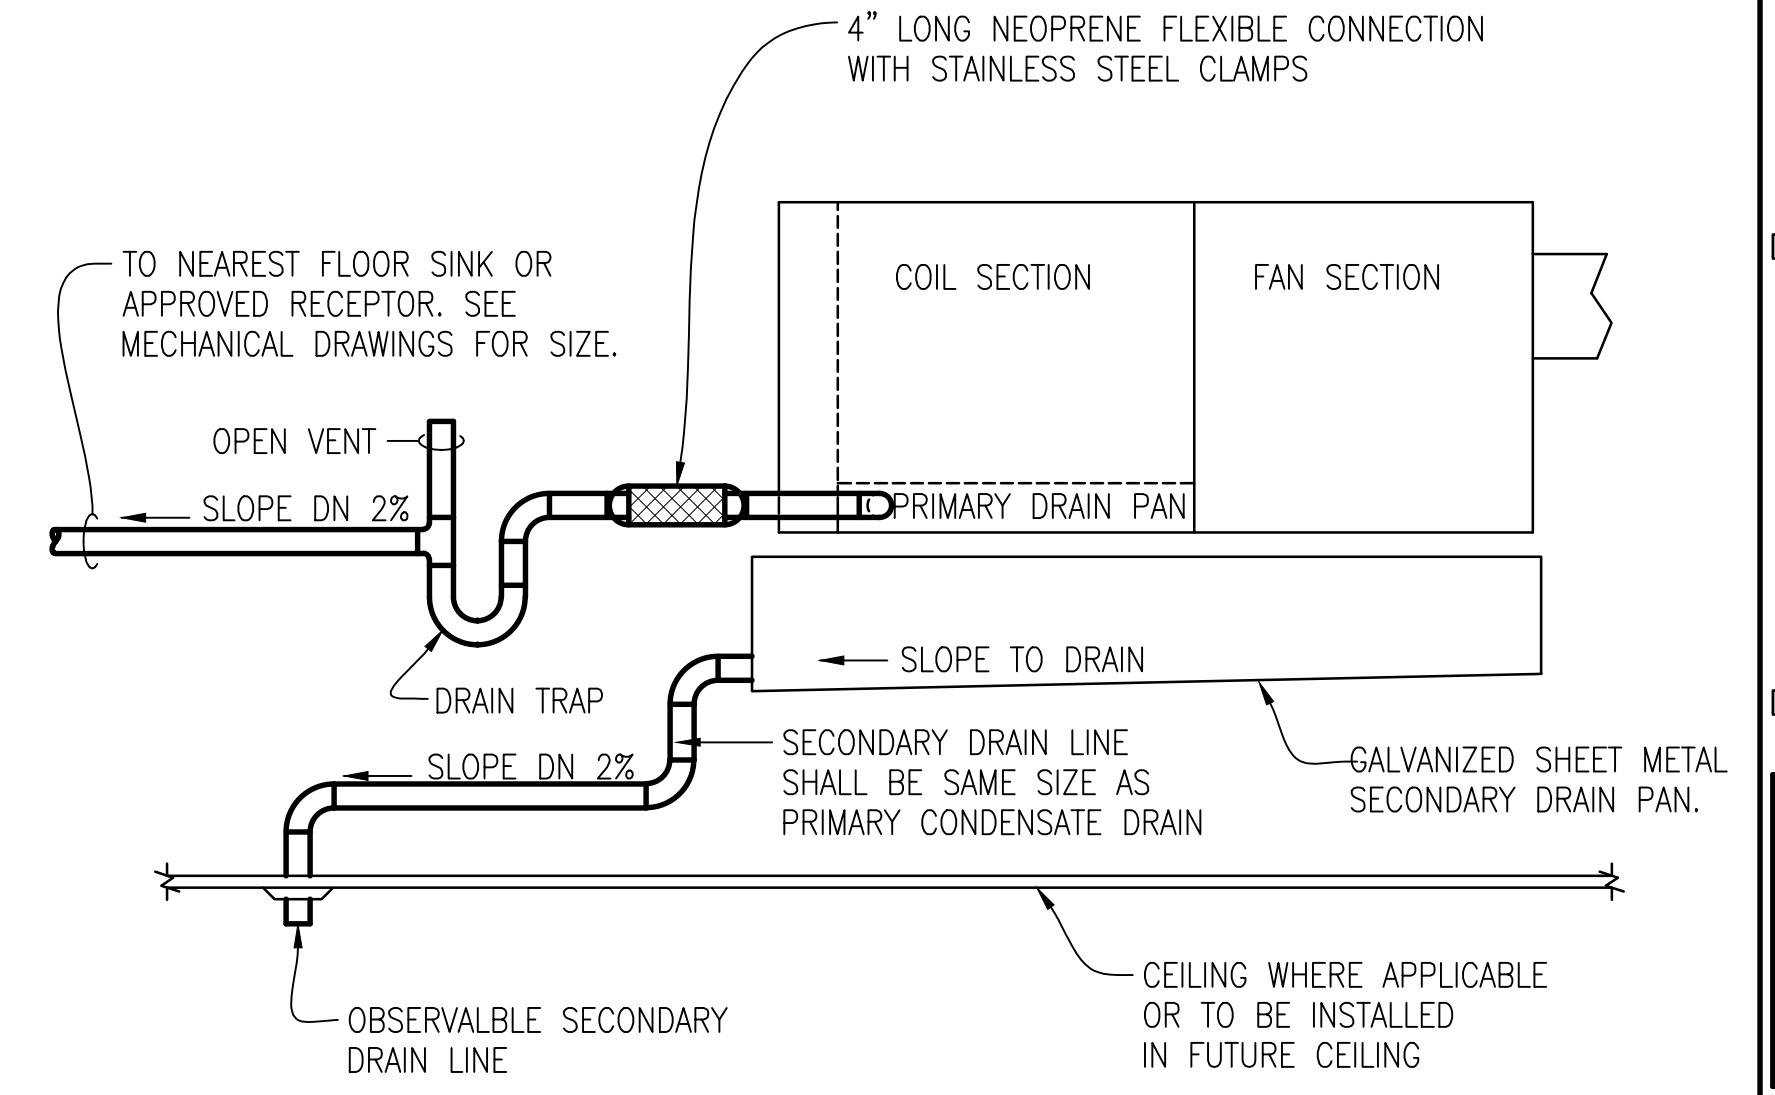 4" LONG NEOPRENE FLEXIBLE CONNECTION
WITH STAINLESS STEEL CLAMPS
TO NEAREST FLOOR SINK OR
APPROVED RECEPTOR. SEE
MECHANICAL DRAWINGS FOR SIZE.
COIL SECTION
FAN SECTION
OPEN VENT
SLOPE DN 2%
PRIMARY DRAIN PAN
SLOPE TO DRAIN
DRAIN TRAP
SECONDARY DRAIN LINE
SHALL BE SAME SIZE AS
PRIMARY CONDENSATE DRAIN
SLOPE DN 2%
GALVANIZED SHEET METAL
SECONDARY DRAIN PAN.
CEILING WHERE APPLICABLE
OR TO BE INSTALLED
IN FUTURE CEILING
OBSERVALBLE SECONDARY
DRAIN LINE